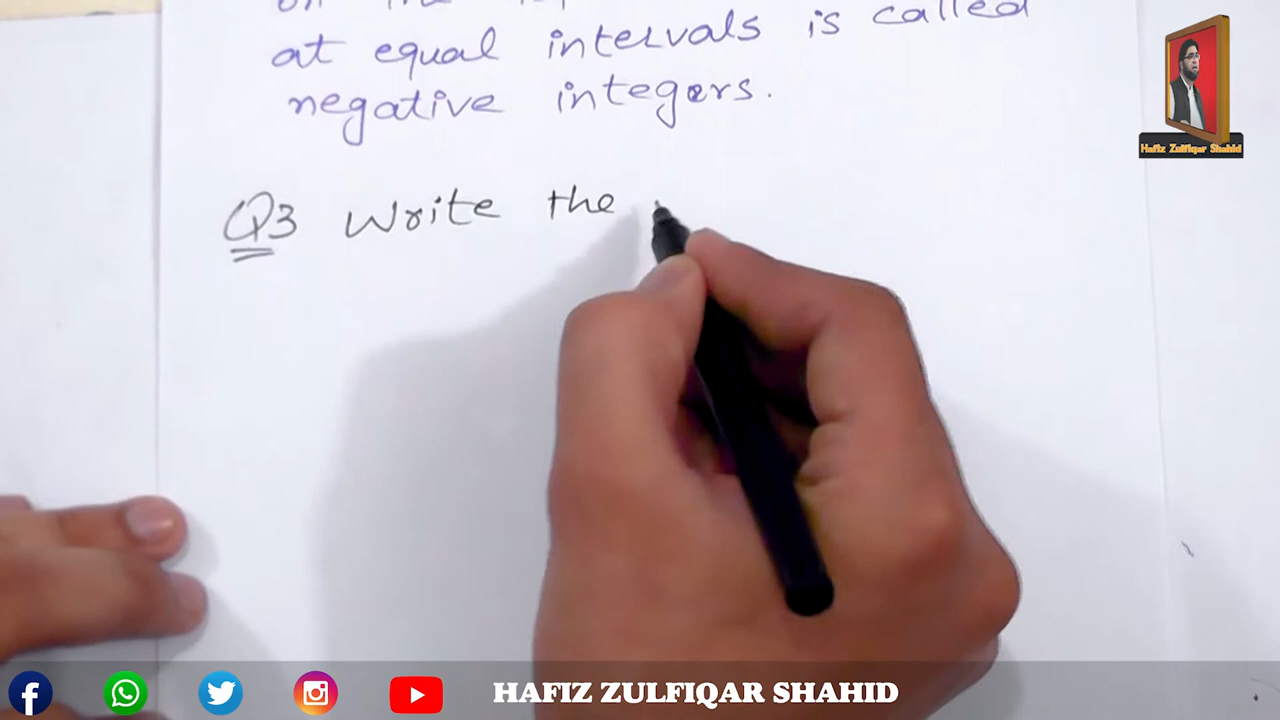 at equal intervals is called
negative integers.
Q3 Write the
Hafiz Zulfiqar Shahid
HAFIZ ZULFIQAR SHAHID